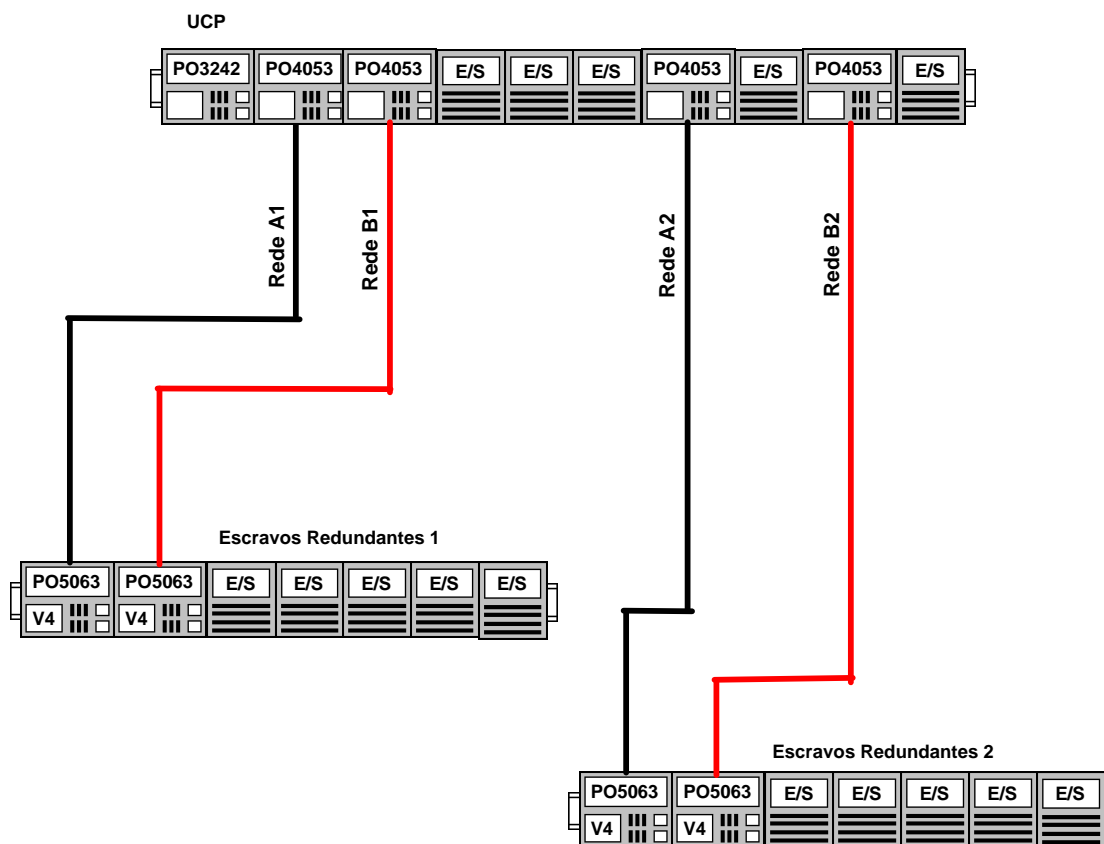 UCP
PO3242 PO4053 PO4053 E/S E/S E/S PO4053 E/S PO4053 E/S
Rede A1
Rede B1
Rede A2
Rede B2
Escravos Redundantes 1
PO5063 PO5063 E/S E/S E/S E/S E/S
V4 V4
Escravos Redundantes 2
PO5063 PO5063 E/S E/S E/S E/S E/S
V4 V4